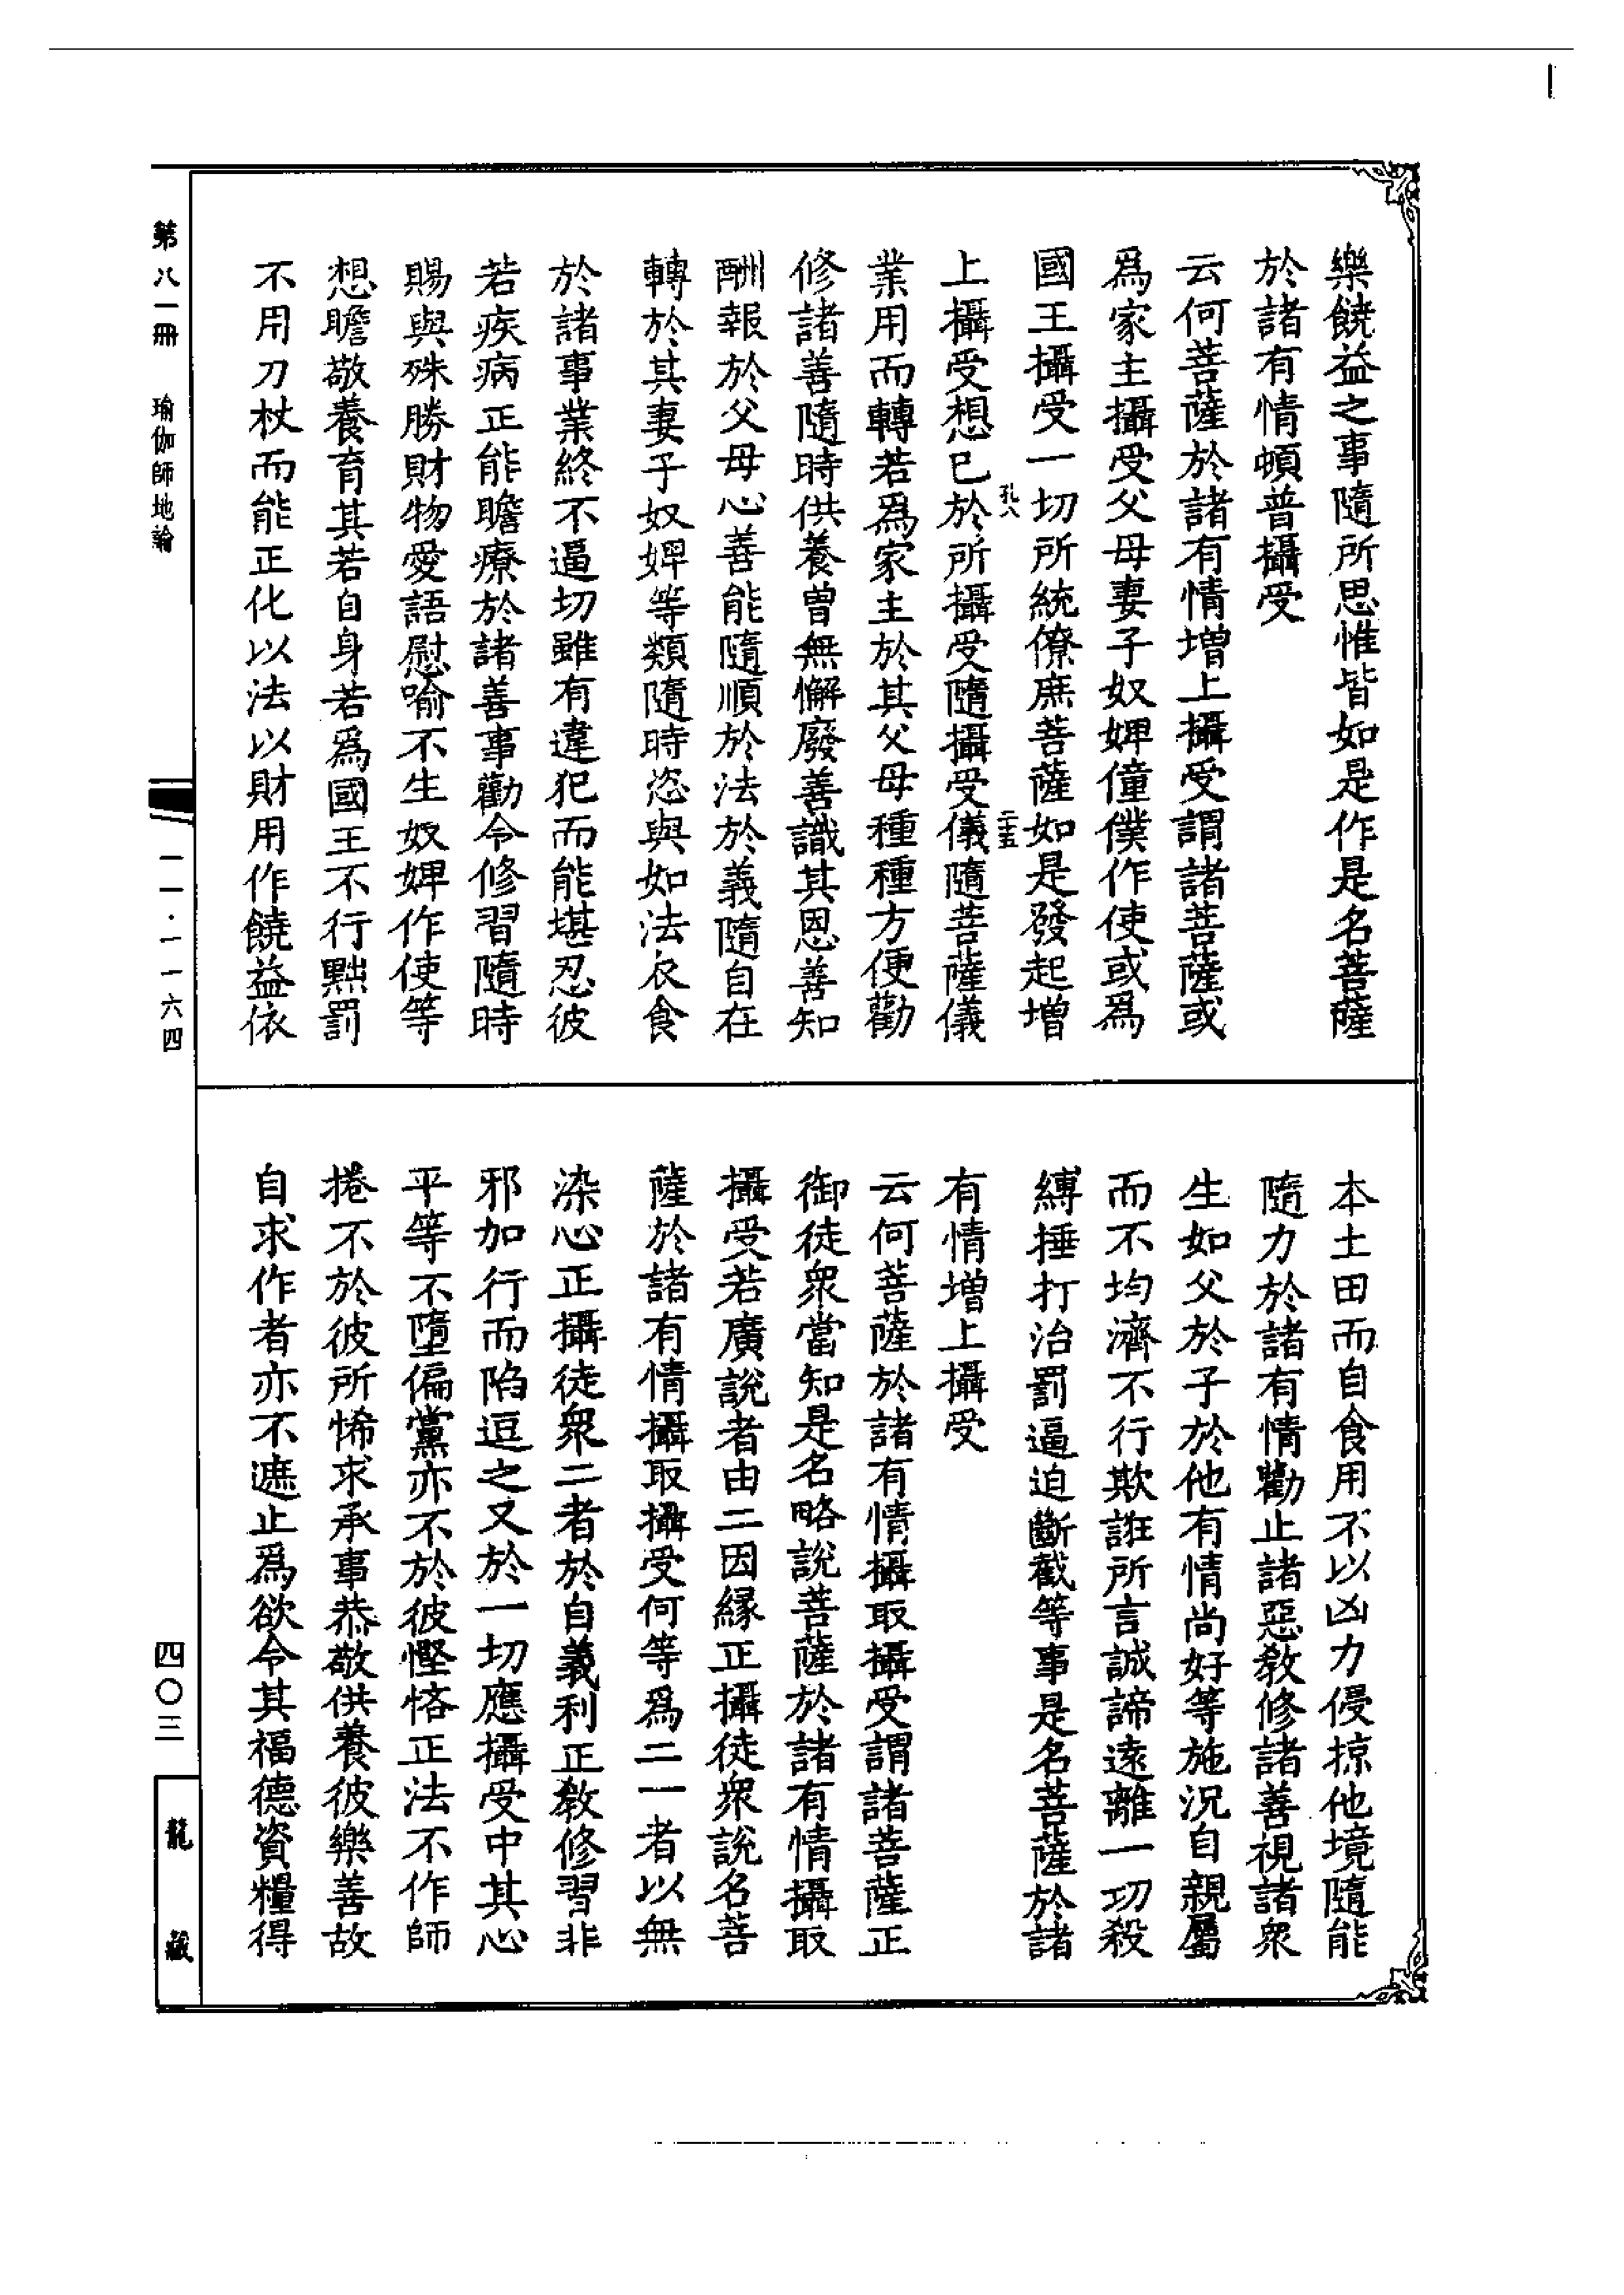 樂饒益之事隨所思惟皆如是作是名菩薩
於諸有情頓普攝受
云何菩薩於諸有情增上攝受謂諸菩薩或
爲家主攝受父母妻子奴婢僮僕作使或爲
國王攝受一切所統僚庶菩薩如是發起增
孔八
二十五
上攝受想已於所攝受隨攝受儀隨菩薩儀
業用而轉若爲家主於其父母種種方便勸
修諸善隨時供養曾無懈廢善識其恩善知
酬報於父母心善能隨順於法於義隨自在
轉於其妻子奴婢等類隨時恣與如法衣食
於諸事業終不逼切雖有違犯而能堪忍彼
若疾病正能瞻療於諸善事勸令修習隨時
賜與殊勝財物愛語慰喻不生奴婢作使等
想瞻敬養育其若自身若爲國王不行黜罰
不用刀杖而能正化以法以財用作饒益依
本土田而自食用不以凶力侵掠他境隨能
隨力於諸有情勸止諸惡教修諸善視諸衆
生如父於子於他有情尚好等施況自親屬
而不均濟不行欺誑所言誠諦遠離一切殺
縛捶打治罰逼迫斷截等事是名菩薩於諸
有情增上攝受
云何菩薩於諸有情攝取攝受謂諸菩薩正
御徒衆當知是名略說菩薩於諸有情攝取
攝受若廣說者由二因緣正攝徒衆說名菩
薩於諸有情攝取攝受何等爲二一者以無
染心正攝徒衆二者於自義利正教修習非
邪加行而陷逗之又於一切應攝受中其心
平等不墮偏黨亦不於彼慳悋正法不作師
捲不於彼所悕求承事恭敬供養彼樂善故
自求作者亦不遮止爲欲令其福德資糧得
第八一冊 瑜伽師地論
一一·一一六四
四〇三
龍藏